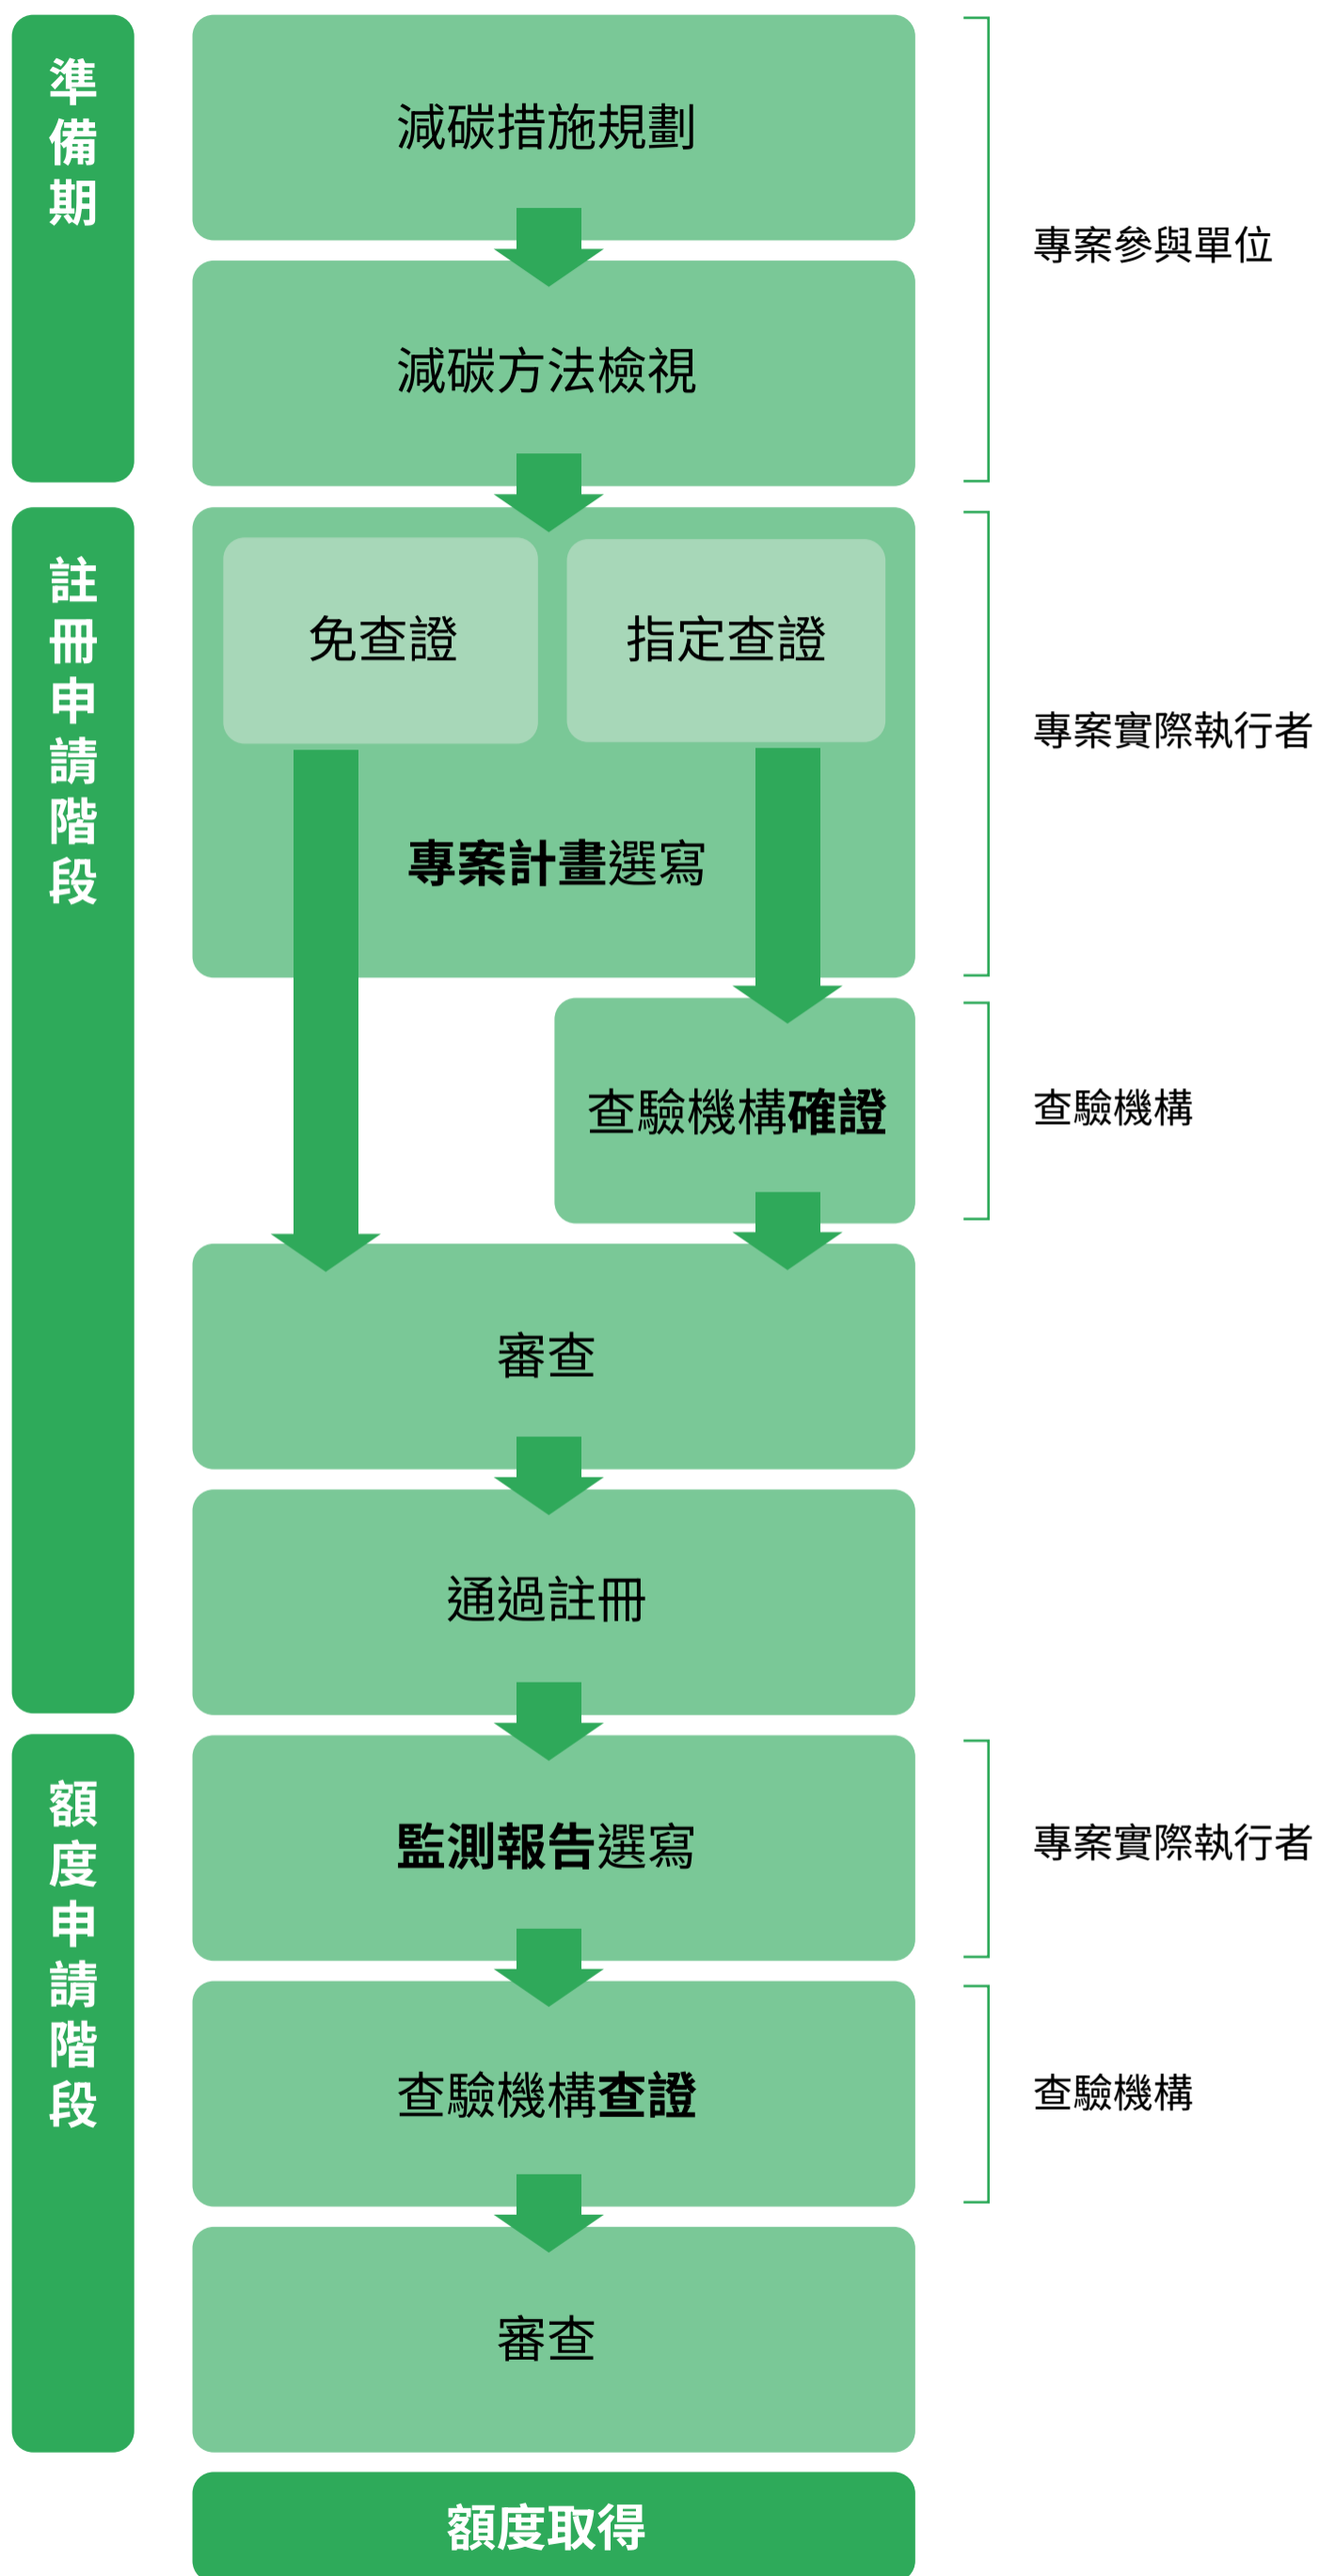 準備期
減碳措施規劃
專案參與單位
減碳方法檢視
註冊申請階段
免查證
指定查證
專案實際執行者
專案計畫選寫
查驗機構確證
查驗機構
審查
通過註冊
額度申請階段
監測報告選寫
專案實際執行者
查驗機構查證
查驗機構
審查
額度取得